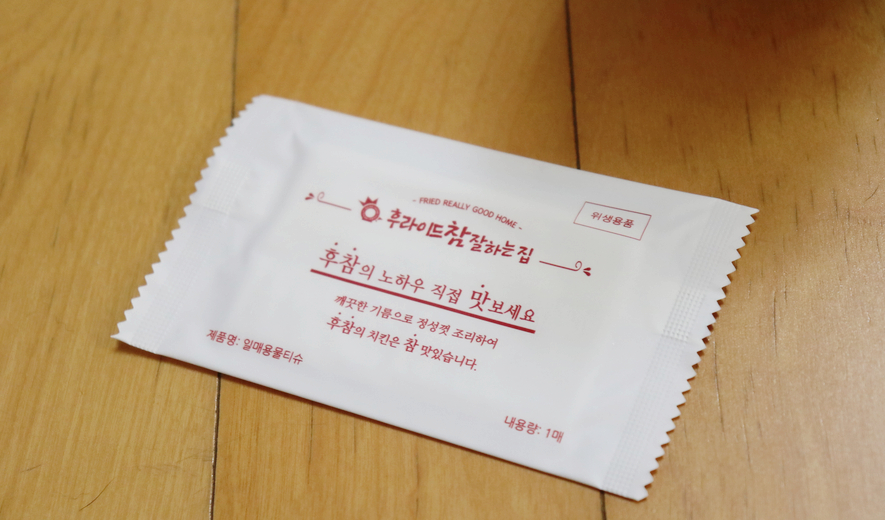 - FRIED REALLY GOOD HOME -
후라이드참잘하는집
위생용품
후참의 노하우 직접 맛보세요
깨끗한 기름으로 정성껏 조리하여
후참의 치킨은 참 맛있습니다.
제품명: 일매용물티슈
내용량: 1매